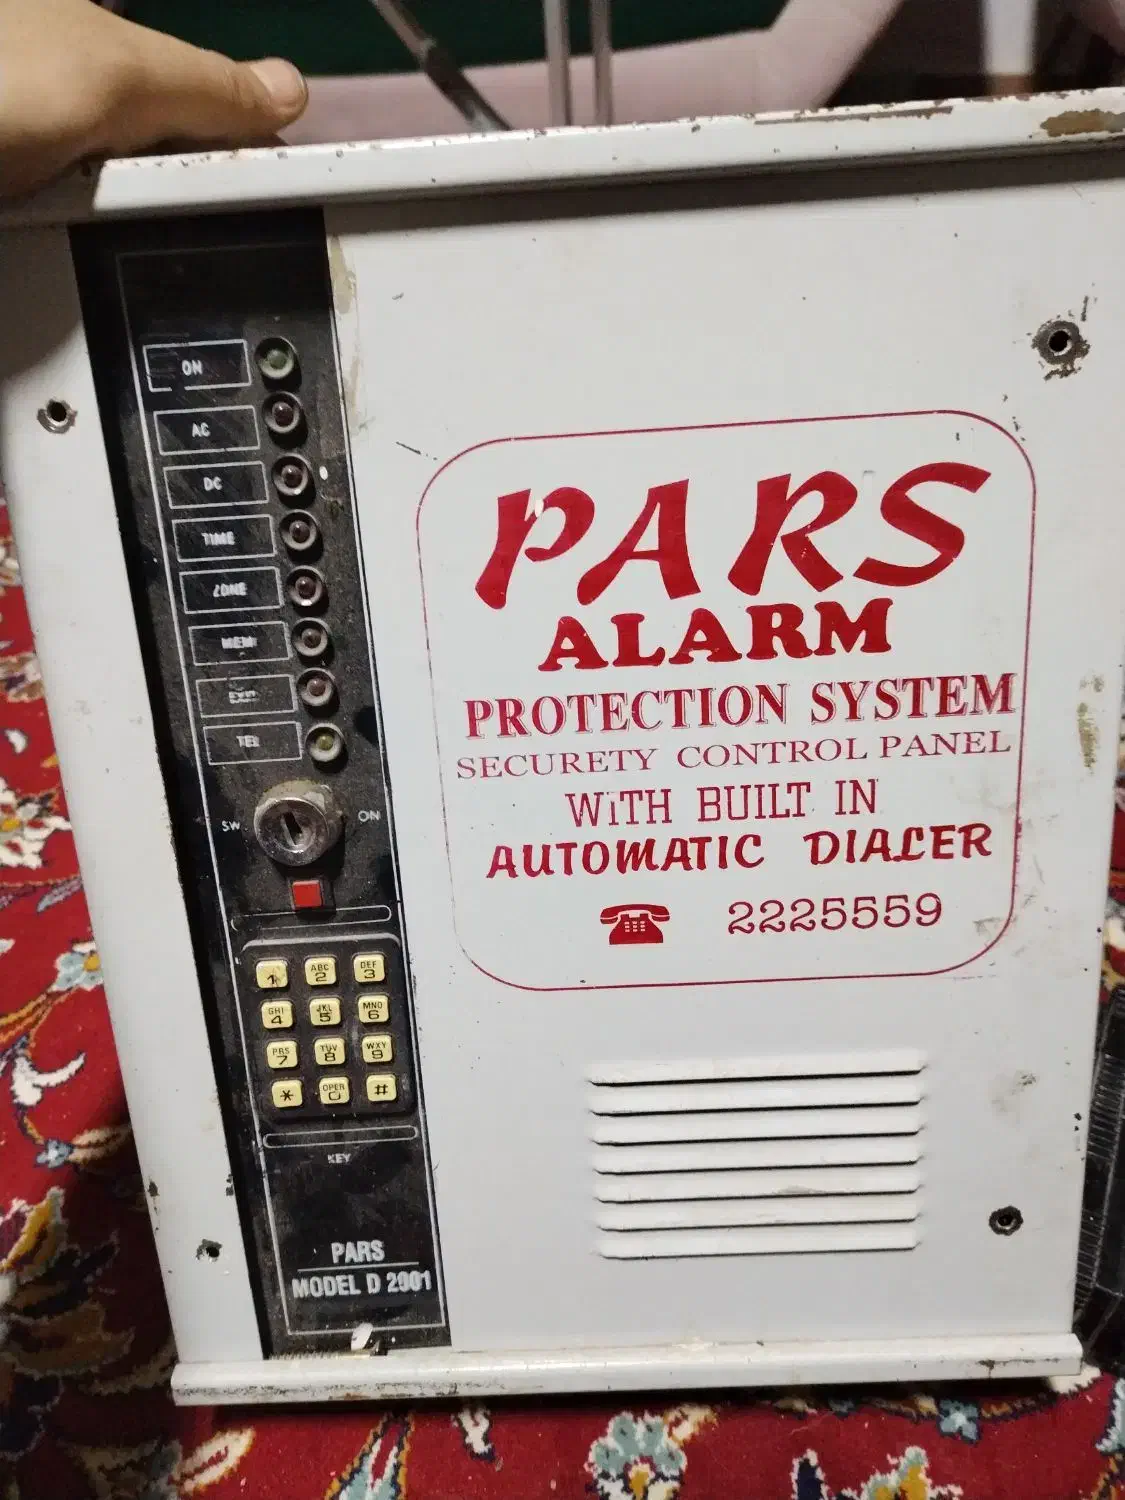 ON
AC
DC
TIME
ZONE
MEM
EXIT
TEL
SW
ON
1
ABC 2
DEF 3
GHI 4
JKL 5
MNO 6
PRS 7
TUV 8
WXY 9
*
OPER 0
#
KEY
PARS
MODEL D 2001
PARS
ALARM
PROTECTION SYSTEM
SECURETY CONTROL PANEL
WiTH BUILT IN
AUTOMATIC DIALER
2225559